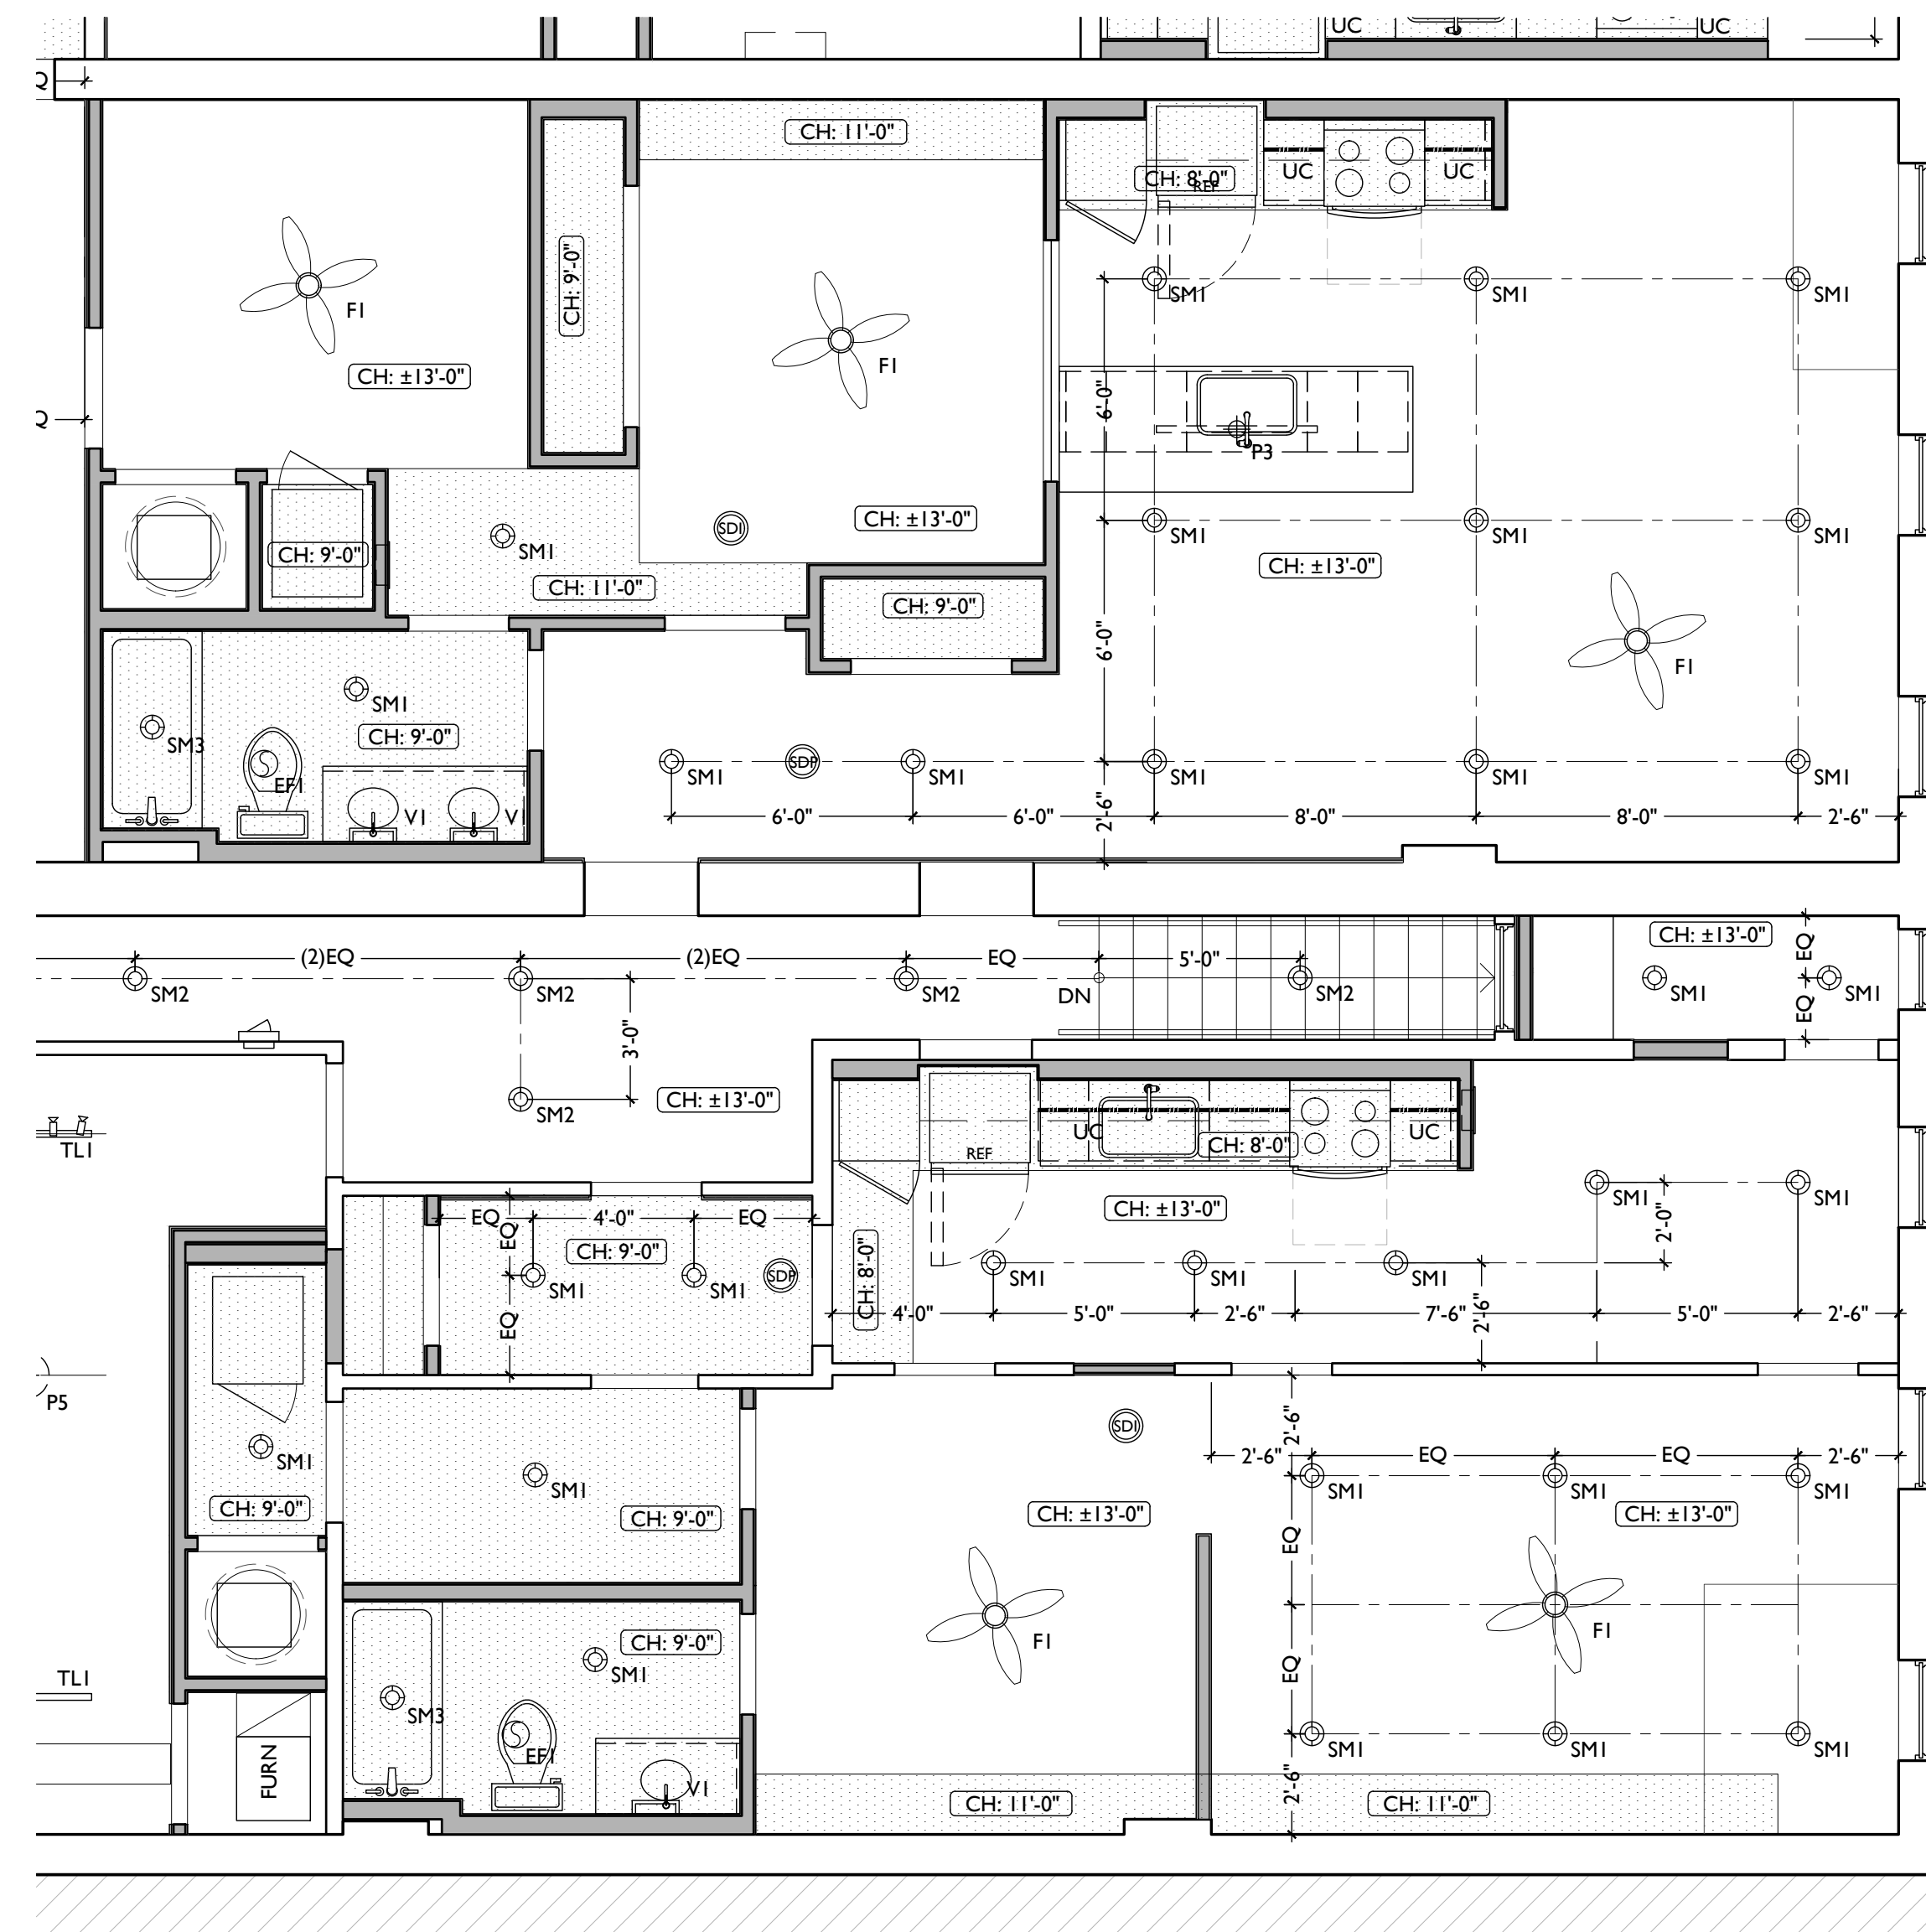 UC
UC
Q
CH: 11'-0"
CH: 8'-0"
REF
UC
UC
CH: 9'-0"
F1
SM1
SM1
SM1
CH: ±13'-0"
F1
6'-0"
Q
P3
CH: ±13'-0"
SD1
SM1
SM1
SM1
SM1
CH: 9'-0"
CH: 11'-0"
CH: ±13'-0"
CH: 9'-0"
6'-0"
F1
SM1
SM3
CH: 9'-0"
EF1
V1
V1
SM1
SDP
SM1
SM1
SM1
SM1
6'-0"
6'-0"
2'-6"
8'-0"
8'-0"
2'-6"
CH: ±13'-0"
(2)EQ
(2)EQ
EQ
5'-0"
EQ
SM2
SM2
SM2
DN
SM2
SM1
SM1
EQ
3'-0"
SM2
CH: ±13'-0"
TL1
UC
CH: 8'-0"
UC
REF
SM1
SM1
CH: ±13'-0"
2'-0"
EQ
4'-0"
EQ
EQ
CH: 9'-0"
SM1
SM1
SDP
CH: 8'-0"
SM1
SM1
SM1
EQ
4'-0"
5'-0"
2'-6"
7'-6"
2'-6"
5'-0"
2'-6"
P5
SD1
2'-6"
2'-6"
EQ
EQ
2'-6"
SM1
SM1
SM1
SM1
SM1
CH: 9'-0"
CH: 9'-0"
CH: ±13'-0"
CH: ±13'-0"
EQ
CH: 9'-0"
SM1
F1
F1
EQ
TL1
SM3
EF1
V1
FURN
SM1
SM1
SM1
2'-6"
CH: 11'-0"
CH: 11'-0"